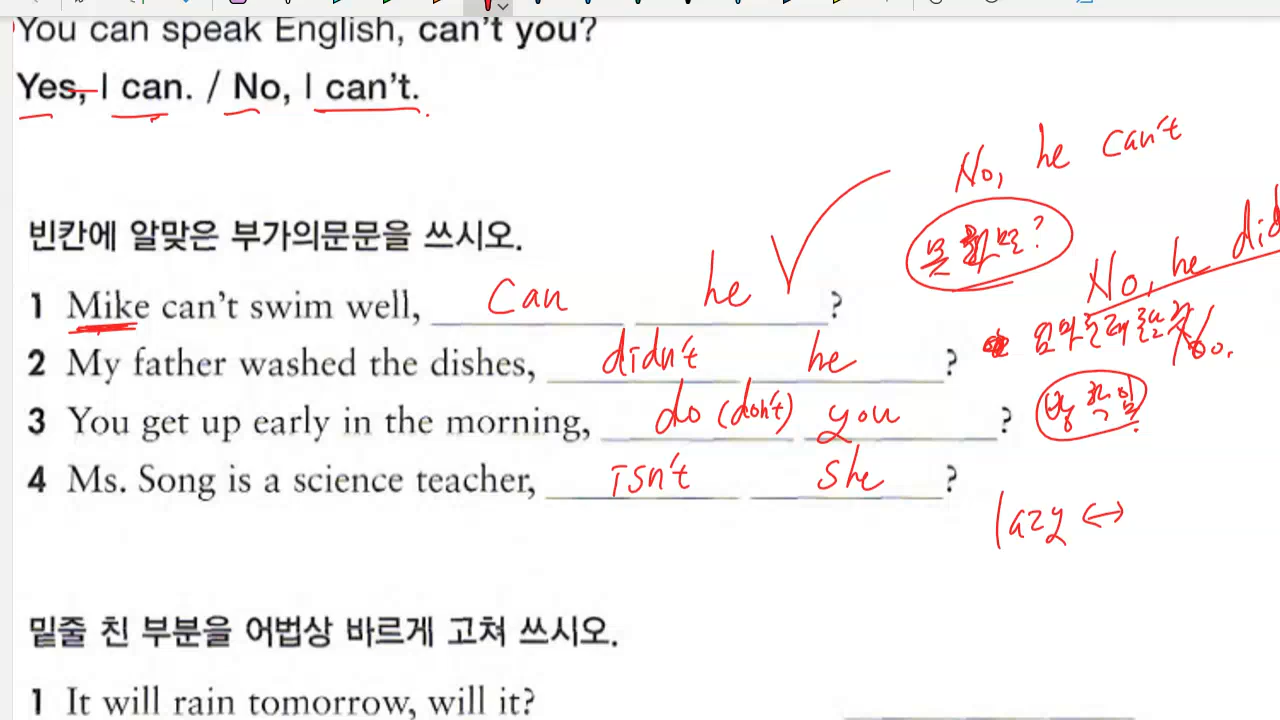 You can speak English, can't you?
Yes, I can. / No, I can't.
No, he can't
빈칸에 알맞은 부가의문문을 쓰시오.
No, he did
1 Mike can't swim well, Can he ?
2 My father washed the dishes, didn't he ?
3 You get up early in the morning, do (don't) you ?
4 Ms. Song is a science teacher, isn't she ?
lazy ↔
밑줄 친 부분을 어법상 바르게 고쳐 쓰시오.
1 It will rain tomorrow, will it?